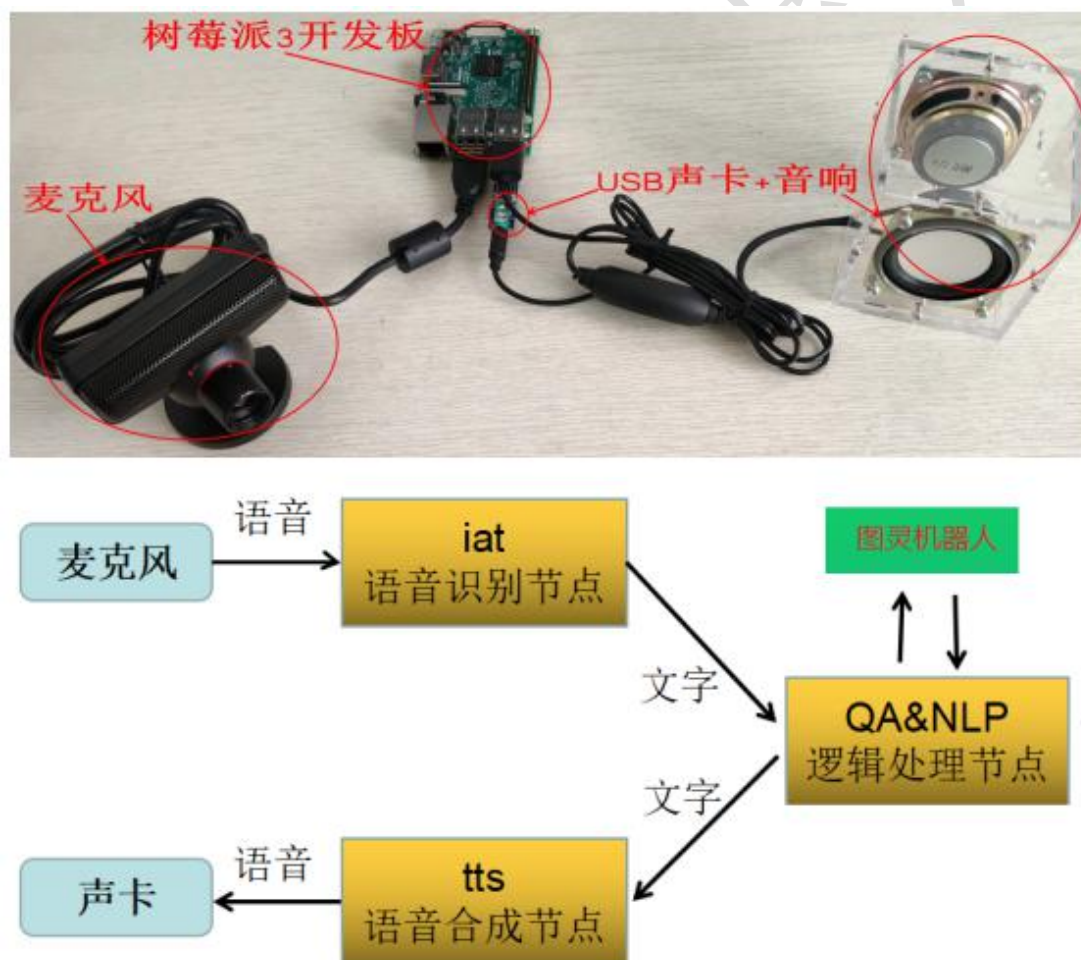 树莓派3开发板
麦克风
USB声卡+音响
语音
麦克风
iat
语音识别节点
图灵机器人
文字
QA&NLP
逻辑处理节点
文字
语音
声卡
tts
语音合成节点